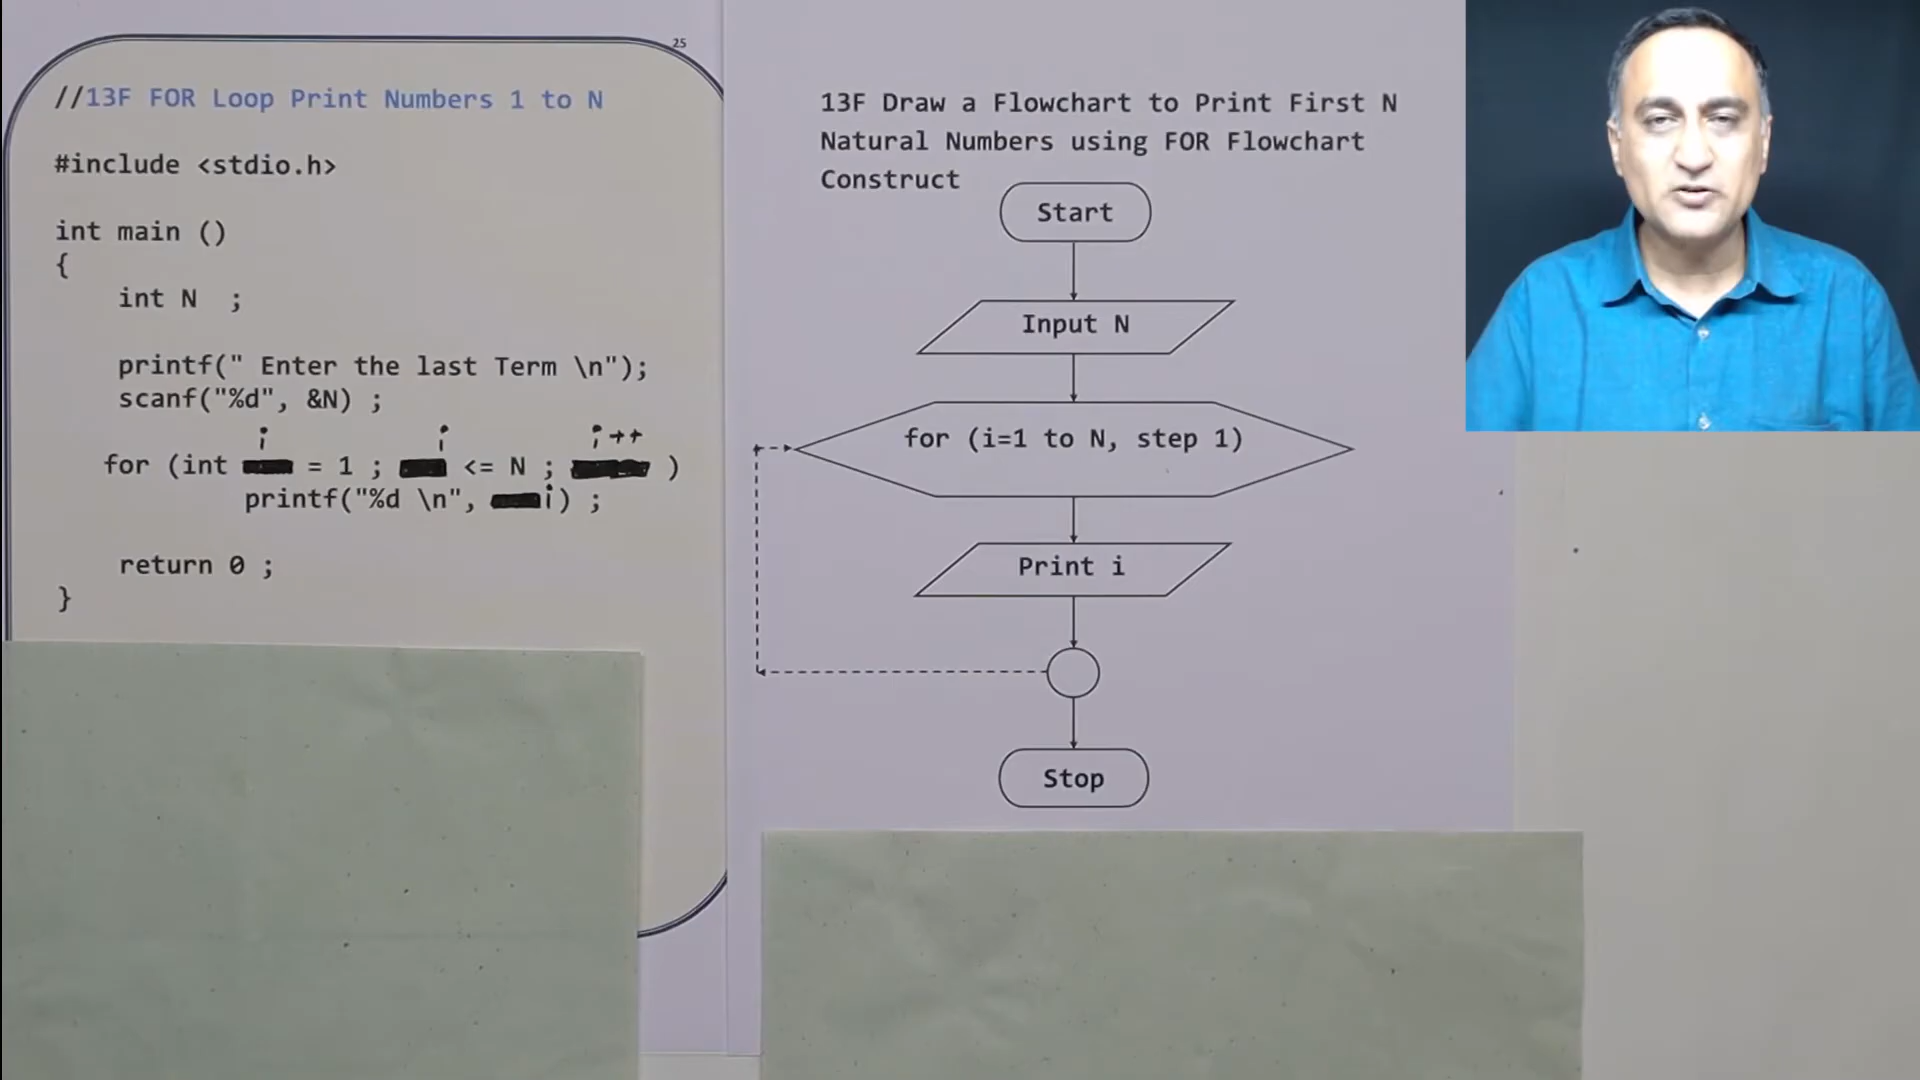 25
//13F FOR Loop Print Numbers 1 to N
#include <stdio.h>
int main ()
{
int N ;
printf(" Enter the last Term \n");
scanf("%d", &N) ;
i i i++
for (int = 1 ; <= N ; )
printf("%d \n", i) ;
return 0 ;
}
13F Draw a Flowchart to Print First N
Natural Numbers using FOR Flowchart
Construct
Start
Input N
for (i=1 to N, step 1)
Print i
Stop